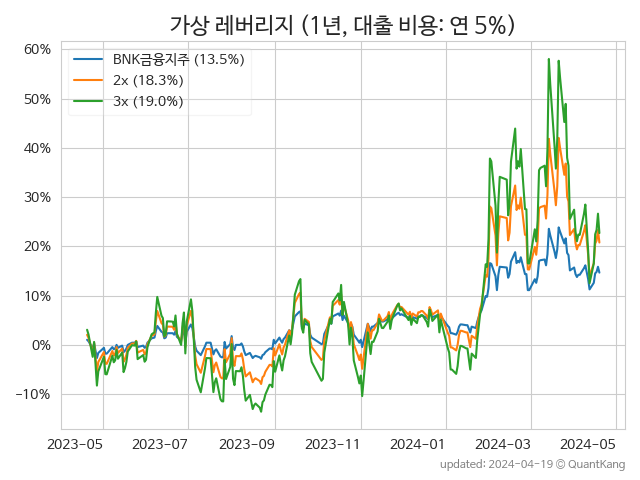 가상 레버리지 (1년, 대출 비용: 연 5%)
BNK금융지주 (13.5%)
2x (18.3%)
3x (19.0%)
60%
50%
40%
30%
20%
10%
0%
−10%
2023-05 2023-07 2023-09 2023-11 2024-01 2024-03 2024-05
updated: 2024-04-19 © QuantKang